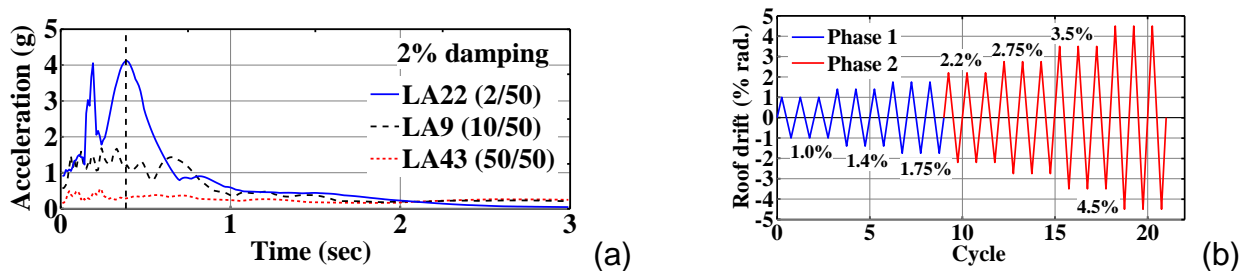 Acceleration (g)
5
4
3
2
1
0
2% damping
LA22 (2/50)
LA9 (10/50)
LA43 (50/50)
0
1
2
3
Time (sec)
(a)
Roof drift (% rad.)
5
4
3
2
1
0
-1
-2
-3
-4
-5
Phase 1
Phase 2
3.5%
2.2%
2.75%
1.0%
1.4%
1.75%
4.5%
0
5
10
15
20
Cycle
(b)